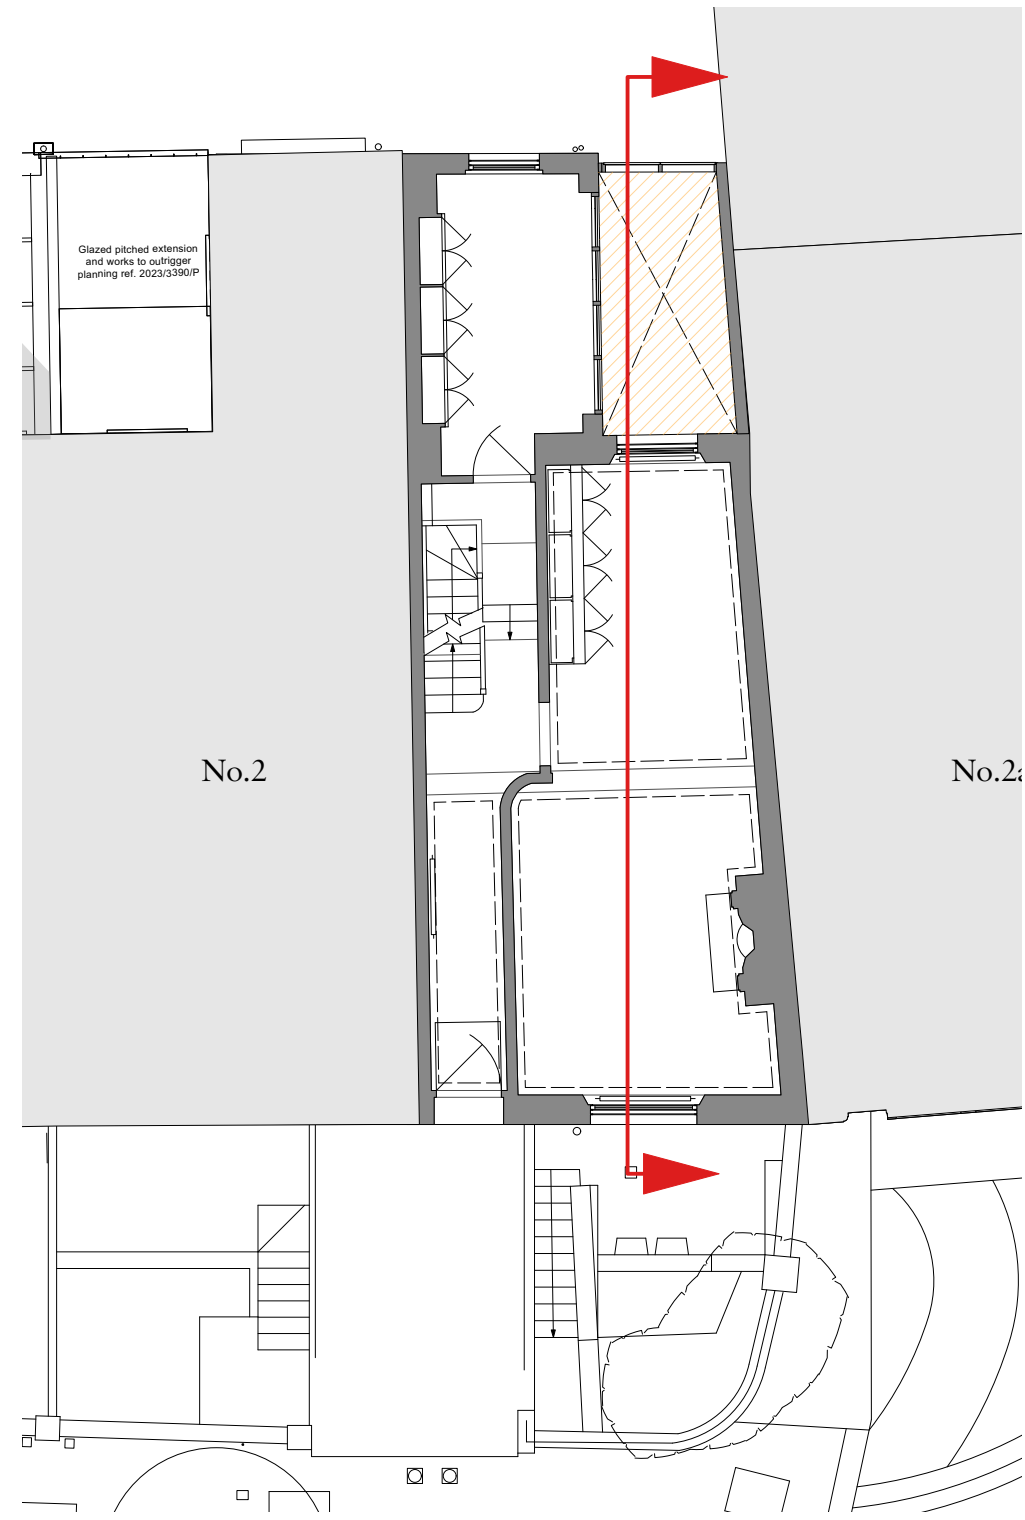 Glazed pitched extension
and works to outrigger
planning ref. 2023/3390/P
No.2
No.2a